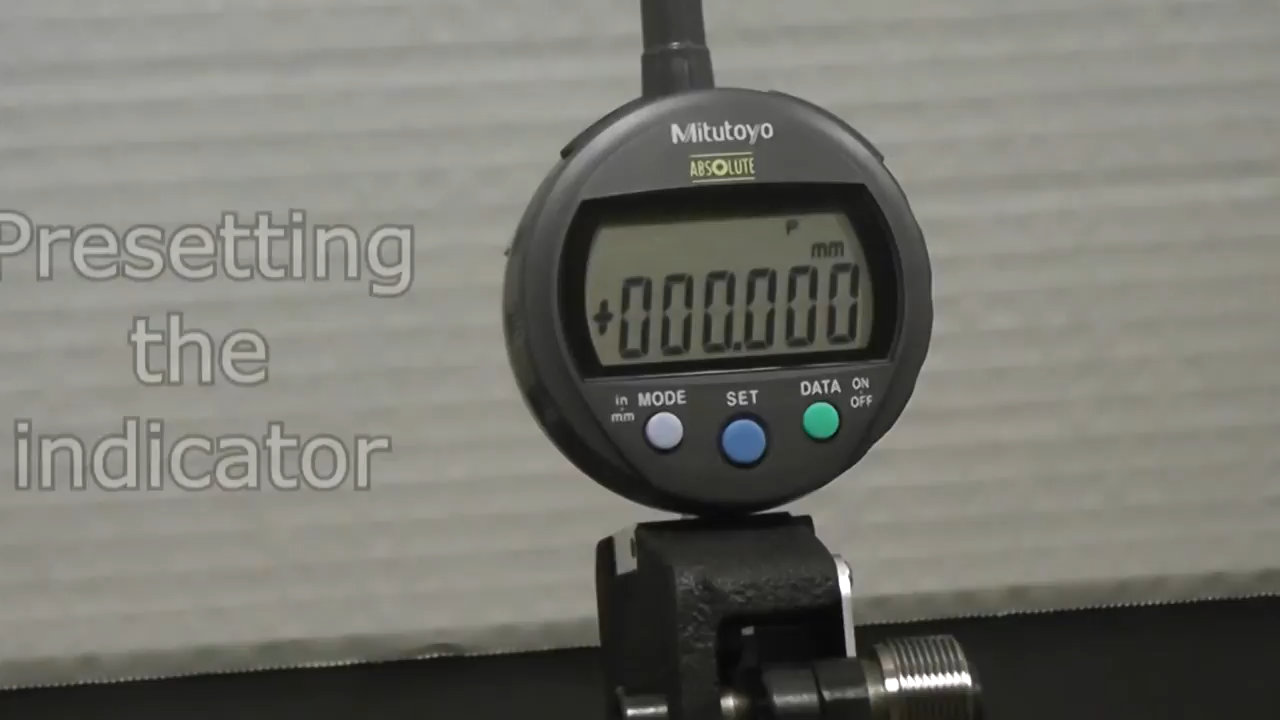 Presetting
the
indicator
Mitutoyo
ABSOLUTE
P
mm
+000.000
in
mm
MODE
SET
DATA
ON
OFF